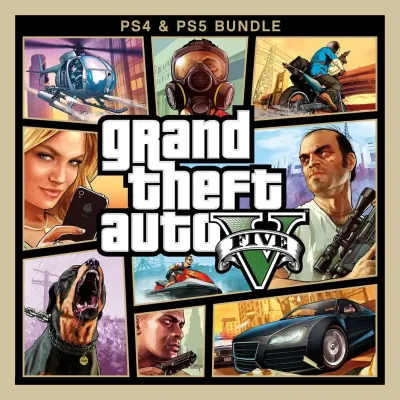 PS4 & PS5 BUNDLE
grand
theft
auto V
FIVE